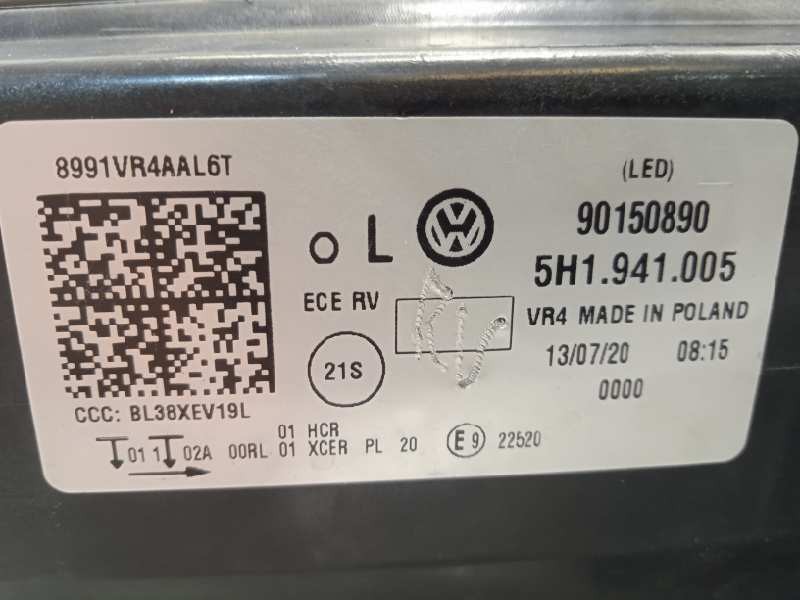 8991VR4AAL6T
(LED)
o L
90150890
5H1.941.005
ECE RV
VR4 MADE IN POLAND
21S
13/07/20 08:15
0000
CCC: BL38XEV19L
01 HCR
01 1 02A 00RL 01 XCER PL 20 E9 22520